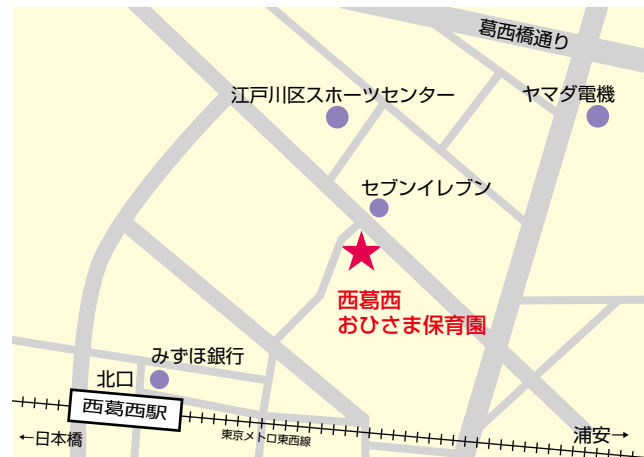 葛西橋通り
江戸川区スポーツセンター
ヤマダ電機
セブンイレブン
西葛西
おひさま保育園
みずほ銀行
北口
西葛西駅
←日本橋
東京メトロ東西線
浦安→